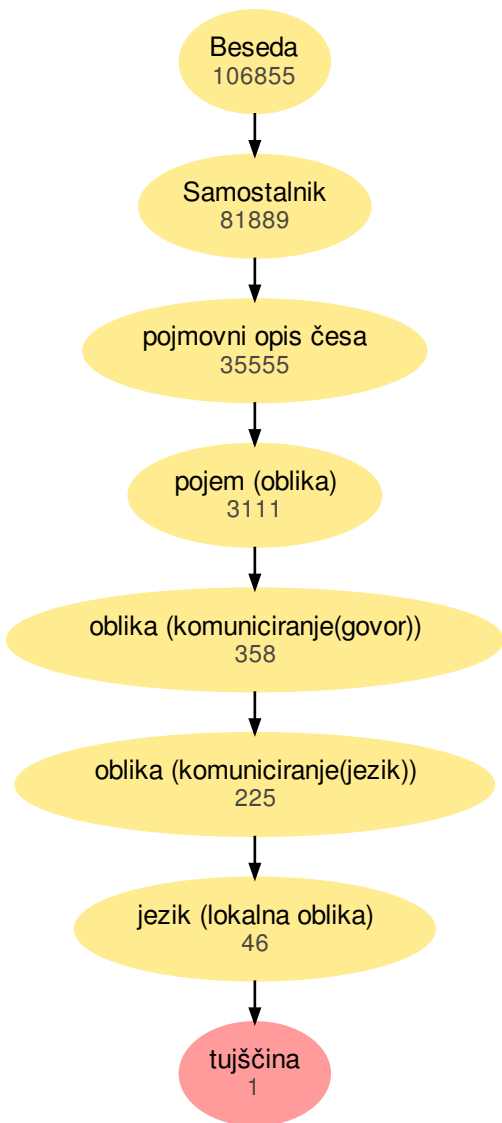 Beseda
106855
Samostalnik
81889
pojmovni opis česa
35555
pojem (oblika)
3111
oblika (komuniciranje(govor))
358
oblika (komuniciranje(jezik))
225
jezik (lokalna oblika)
46
tujščina
1